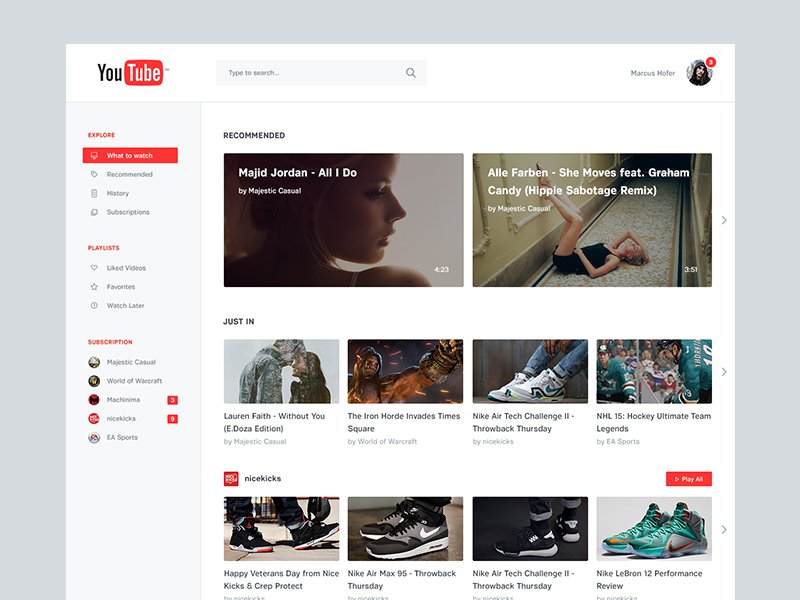 YouTube™
Type to search...
Marcus Hofer
3
EXPLORE
What to watch
Recommended
History
Subscriptions
PLAYLISTS
Liked Videos
Favorites
Watch Later
SUBSCRIPTION
Majestic Casual
World of Warcraft
Machinima 3
nicekicks 9
EA Sports
RECOMMENDED
Majid Jordan - All I Do
by Majestic Casual
4:23
Alle Farben - She Moves feat. Graham
Candy (Hippie Sabotage Remix)
by Majestic Casual
3:51
JUST IN
Lauren Faith - Without You
(E.Doza Edition)
by Majestic Casual
The Iron Horde Invades Times
Square
by World of Warcraft
Nike Air Tech Challenge II -
Throwback Thursday
by nicekicks
NHL 15: Hockey Ultimate Team
Legends
by EA Sports
nicekicks
Play All
Happy Veterans Day from Nice
Kicks & Crep Protect
by nicekicks
Nike Air Max 95 - Throwback
Thursday
by nicekicks
Nike Air Tech Challenge II -
Throwback Thursday
by nicekicks
Nike LeBron 12 Performance
Review
by nicekicks